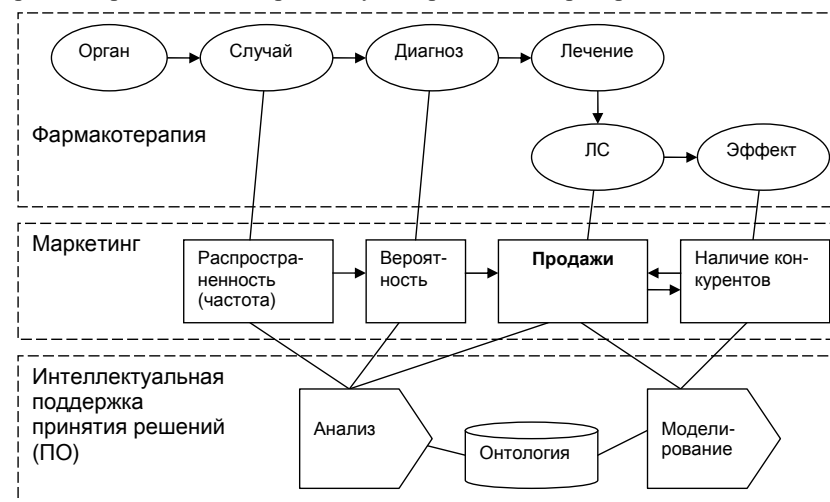 Орган
Случай
Диагноз
Лечение
Фармакотерапия
ЛС
Эффект
Маркетинг
Распростра-
ненность
(частота)
Вероят-
ность
Продажи
Наличие кон-
курентов
Интеллектуальная
поддержка
принятия решений
(ПО)
Анализ
Онтология
Модели-
рование